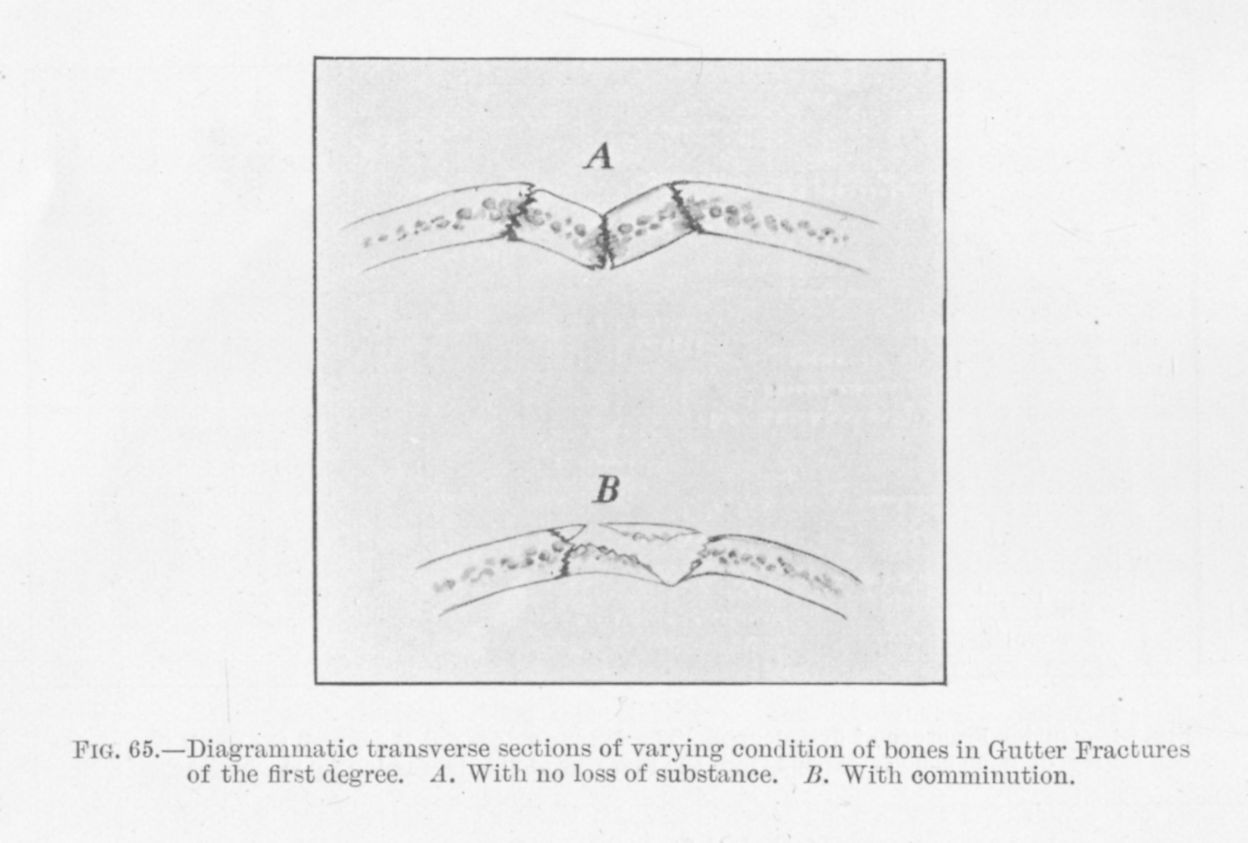 A
B
FIG. 65.—Diagrammatic transverse sections of varying condition of bones in Gutter Fractures
of the first degree. A. With no loss of substance. B. With comminution.